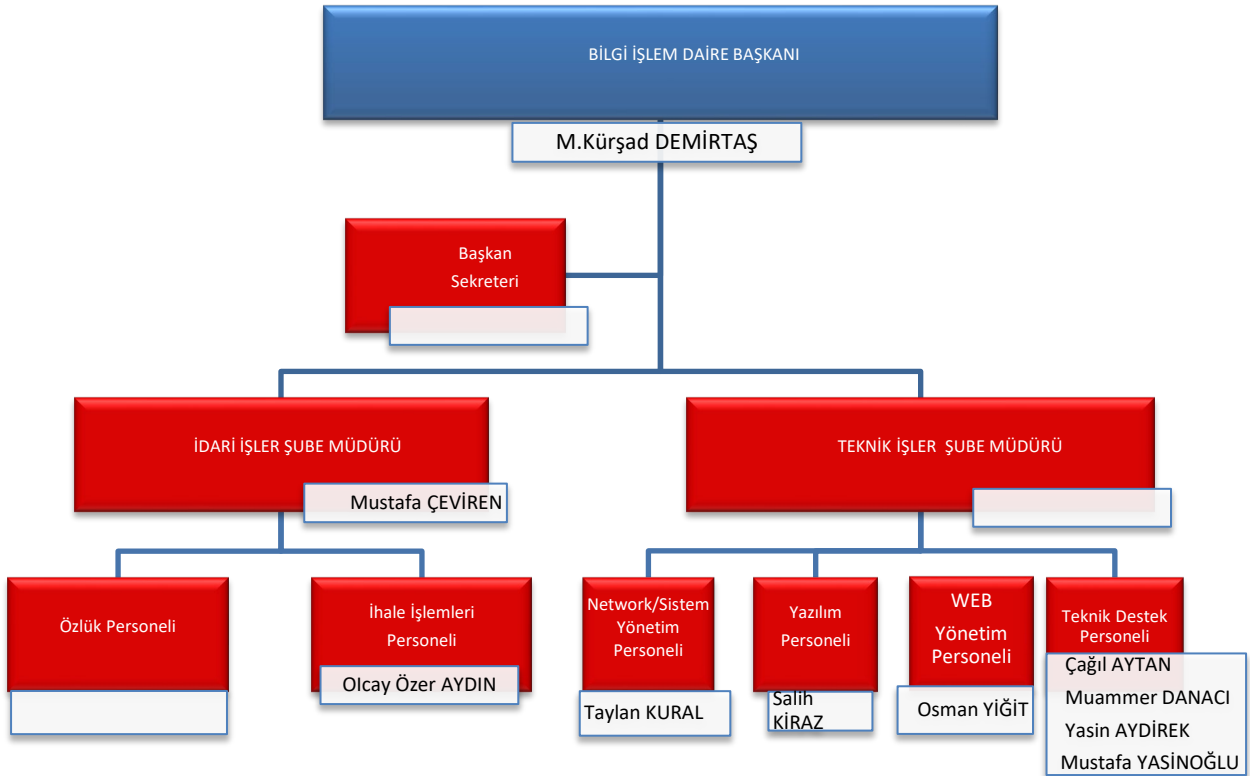 BİLGİ İŞLEM DAİRE BAŞKANI
M.Kürşad DEMİRTAŞ
Başkan
Sekreteri
İDARİ İŞLER ŞUBE MÜDÜRÜ
Mustafa ÇEVİREN
TEKNİK İŞLER ŞUBE MÜDÜRÜ
Özlük Personeli
İhale İşlemleri
Personeli
Olcay Özer AYDIN
Network/Sistem
Yönetim
Personeli
Taylan KURAL
Yazılım
Personeli
Salih
KİRAZ
WEB
Yönetim
Personeli
Osman YİĞİT
Teknik Destek
Personeli
Çağıl AYTAN
Muammer DANACI
Yasin AYDİREK
Mustafa YASİNOĞLU